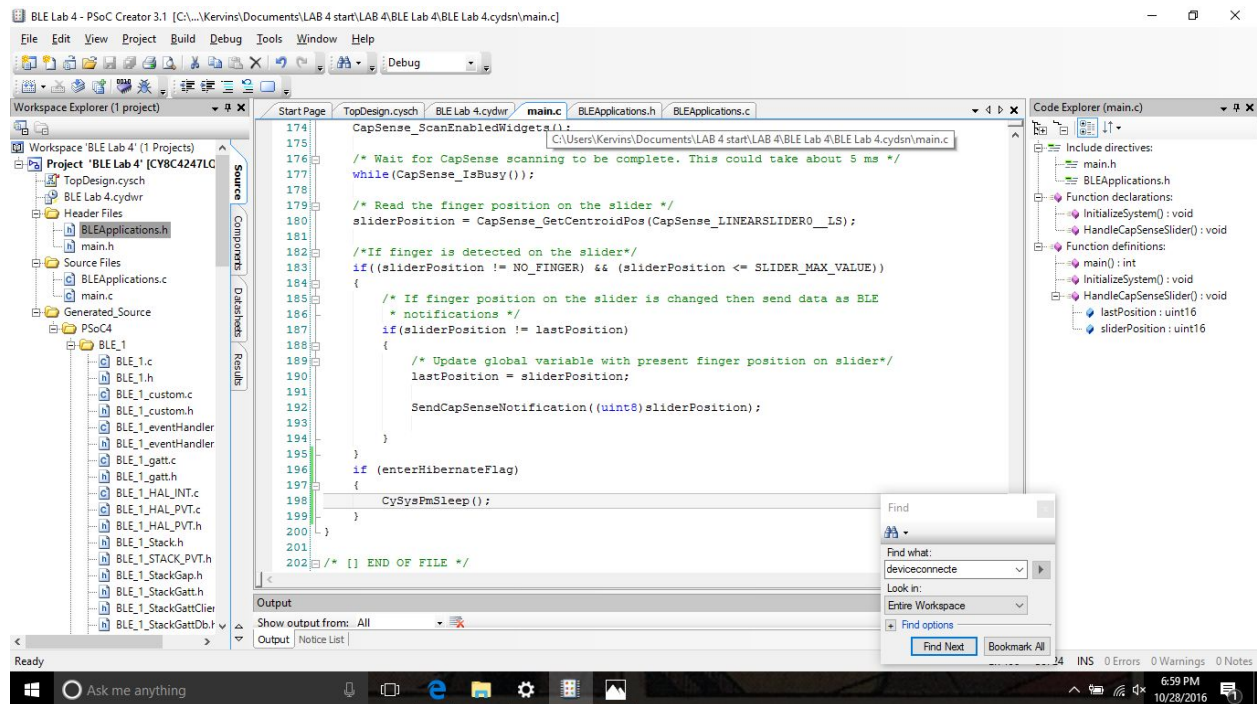 BLE Lab 4 - PSoC Creator 3.1 [C:\...\Kervins\Documents\LAB 4 start\LAB 4\BLE Lab 4\BLE Lab 4.cydsn\main.c]
File Edit View Project Build Debug Tools Window Help
Debug
Workspace Explorer (1 project)
Workspace 'BLE Lab 4' (1 Projects)
Project 'BLE Lab 4' [CY8C4247LC
TopDesign.cysch
BLE Lab 4.cydwr
Header Files
BLEApplications.h
main.h
Source Files
BLEApplications.c
main.c
Generated_Source
PSoC4
BLE_1
BLE_1.c
BLE_1.h
BLE_1_custom.c
BLE_1_custom.h
BLE_1_eventHandler
BLE_1_eventHandler
BLE_1_gatt.c
BLE_1_gatt.h
BLE_1_HAL_INT.c
BLE_1_HAL_PVT.c
BLE_1_HAL_PVT.h
BLE_1_Stack.h
BLE_1_STACK_PVT.h
BLE_1_StackGap.h
BLE_1_StackGatt.h
BLE_1_StackGattClier
BLE_1_StackGattDb.h
Source
Components
Datasheets
Results
Start Page TopDesign.cysch BLE Lab 4.cydwr main.c BLEApplications.h BLEApplications.c
174 CapSense_ScanEnabledWidgets();
C:\Users\Kervins\Documents\LAB 4 start\LAB 4\BLE Lab 4\BLE Lab 4.cydsn\main.c
175
176 /* Wait for CapSense scanning to be complete. This could take about 5 ms */
177 while(CapSense_IsBusy());
178
179 /* Read the finger position on the slider */
180 sliderPosition = CapSense_GetCentroidPos(CapSense_LINEARSLIDER0__LS);
181
182 /*If finger is detected on the slider*/
183 if((sliderPosition != NO_FINGER) && (sliderPosition <= SLIDER_MAX_VALUE))
184 {
185 /* If finger position on the slider is changed then send data as BLE
186 * notifications */
187 if(sliderPosition != lastPosition)
188 {
189 /* Update global variable with present finger position on slider*/
190 lastPosition = sliderPosition;
191
192 SendCapSenseNotification((uint8)sliderPosition);
193
194 }
195 }
196 if (enterHibernateFlag)
197 {
198 CySysPmSleep();
199 }
200 }
201
202 /* [] END OF FILE */
Code Explorer (main.c)
Include directives:
main.h
BLEApplications.h
Function declarations:
InitializeSystem() : void
HandleCapSenseSlider() : void
Function definitions:
main() : int
InitializeSystem() : void
HandleCapSenseSlider() : void
lastPosition : uint16
sliderPosition : uint16
Find
Find what:
deviceconnecte
Look in:
Entire Workspace
Find options
Find Next Bookmark All
Output
Show output from: All
Output Notice List
Ready
INS 0 Errors 0 Warnings 0 Notes
Ask me anything
6:59 PM
10/28/2016